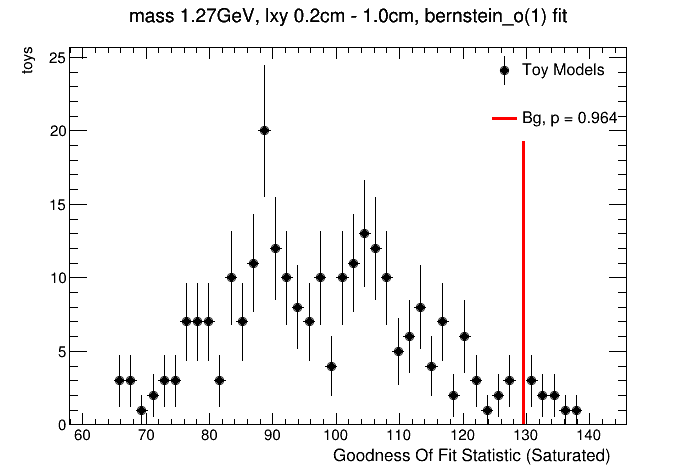 mass 1.27GeV, lxy 0.2cm - 1.0cm, bernstein_o(1) fit
toys
25
20
15
10
5
0
Toy Models
Bg, p = 0.964
60 70 80 90 100 110 120 130 140
Goodness Of Fit Statistic (Saturated)